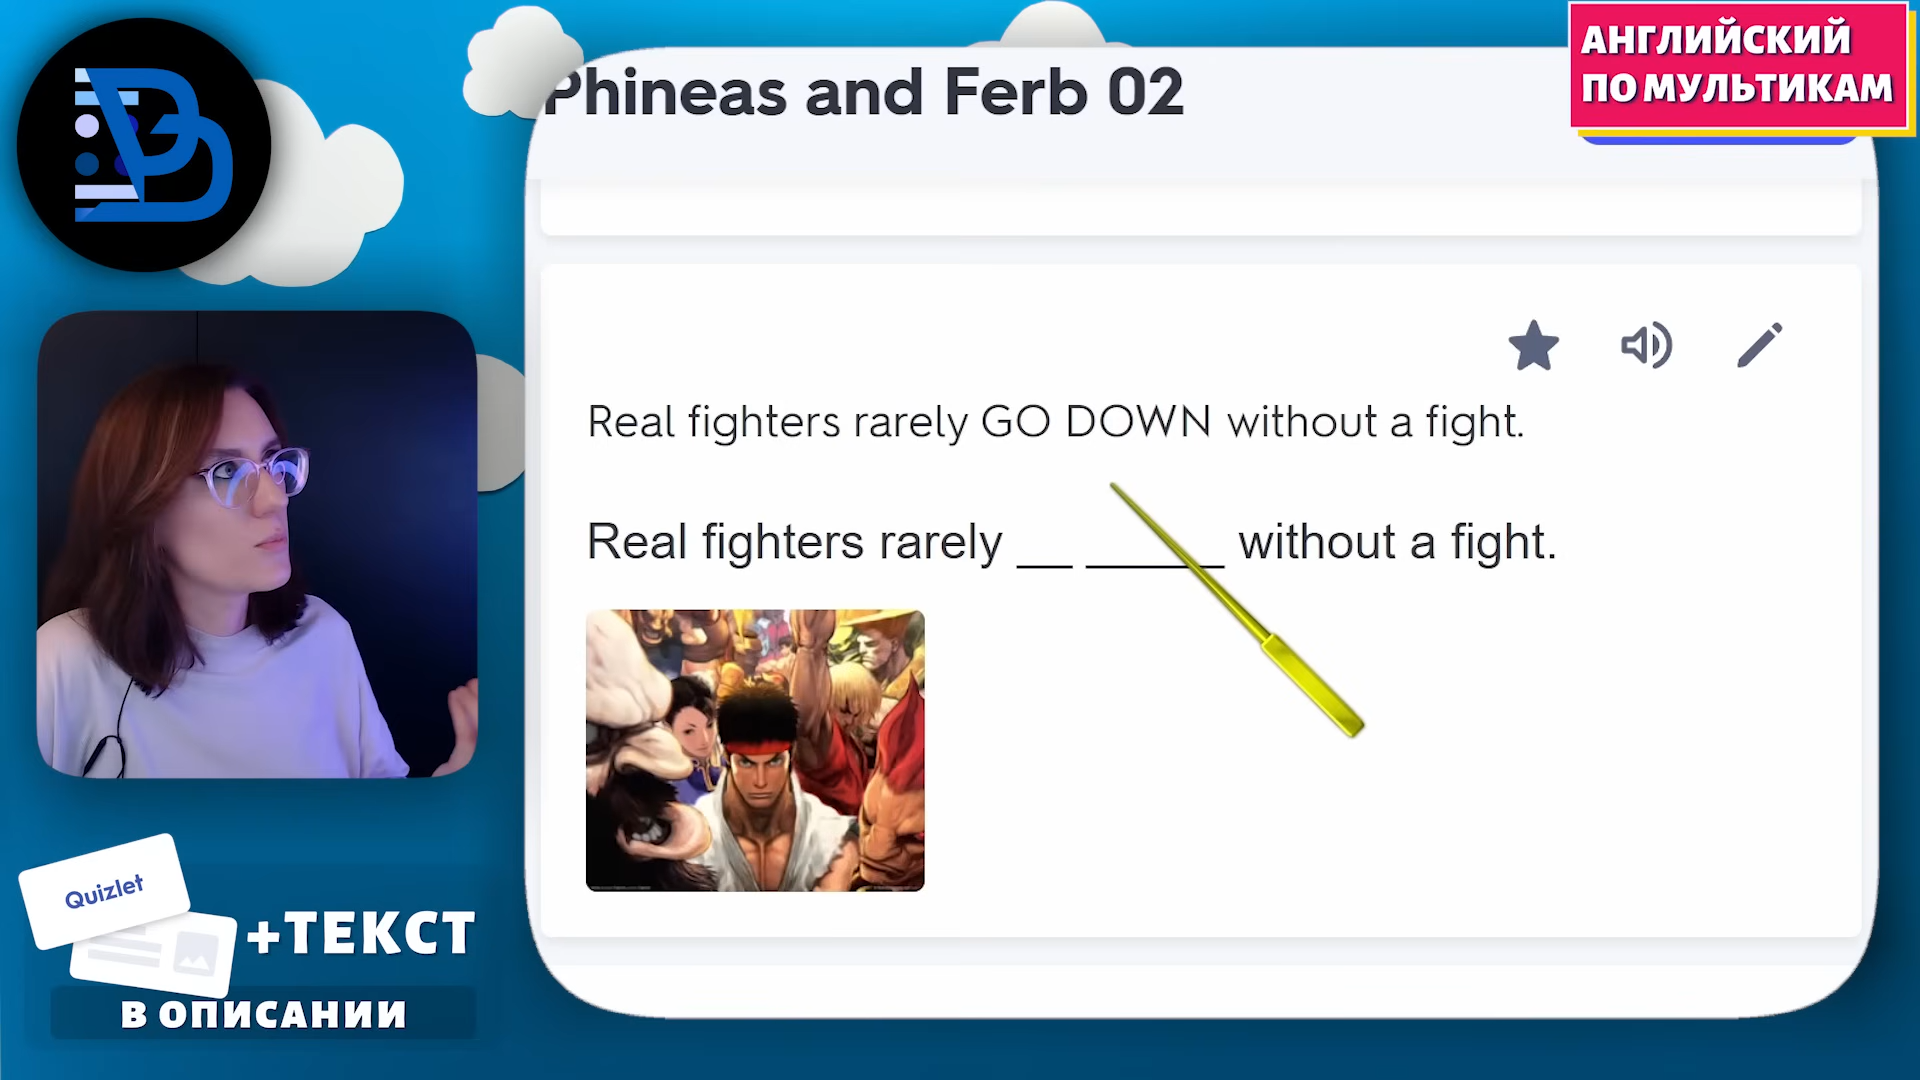 Phineas and Ferb 02
АНГЛИЙСКИЙ
ПО МУЛЬТИКАМ
Real fighters rarely GO DOWN without a fight.
Real fighters rarely __ _____ without a fight.
Quizlet
+ТЕКСТ
В ОПИСАНИИ